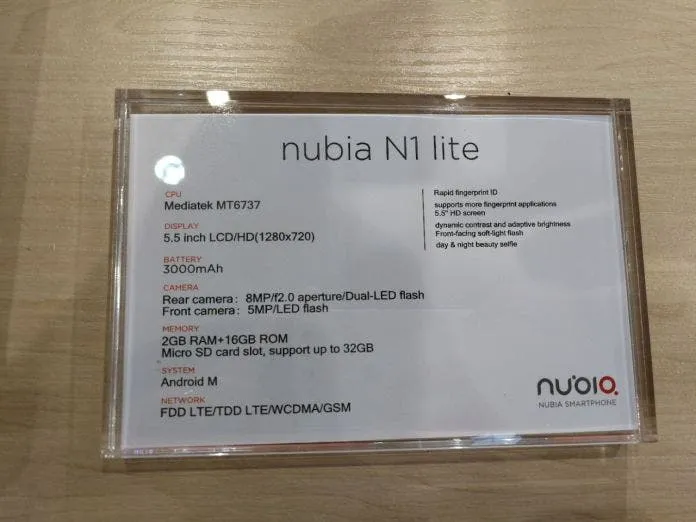 nubia N1 lite
CPU
Mediatek MT6737
DISPLAY
5.5 inch LCD/HD(1280x720)
BATTERY
3000mAh
CAMERA
Rear camera: 8MP/f2.0 aperture/Dual-LED flash
Front camera: 5MP/LED flash
MEMORY
2GB RAM+16GB ROM
Micro SD card slot, support up to 32GB
SYSTEM
Android M
NETWORK
FDD LTE/TDD LTE/WCDMA/GSM
Rapid fingerprint ID
supports more fingerprint applications
5.5" HD screen
dynamic contrast and adaptive brighiness
Front-facing soft-light flash
day & night beauty selfie
nubia
NUBIA SMARTPHONE